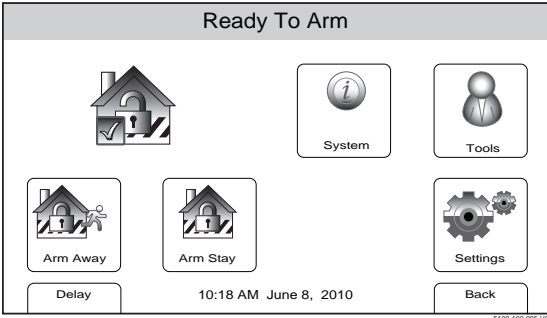 Ready To Arm
System
Tools
Arm Away
Arm Stay
Settings
Delay
10:18 AM June 8, 2010
Back